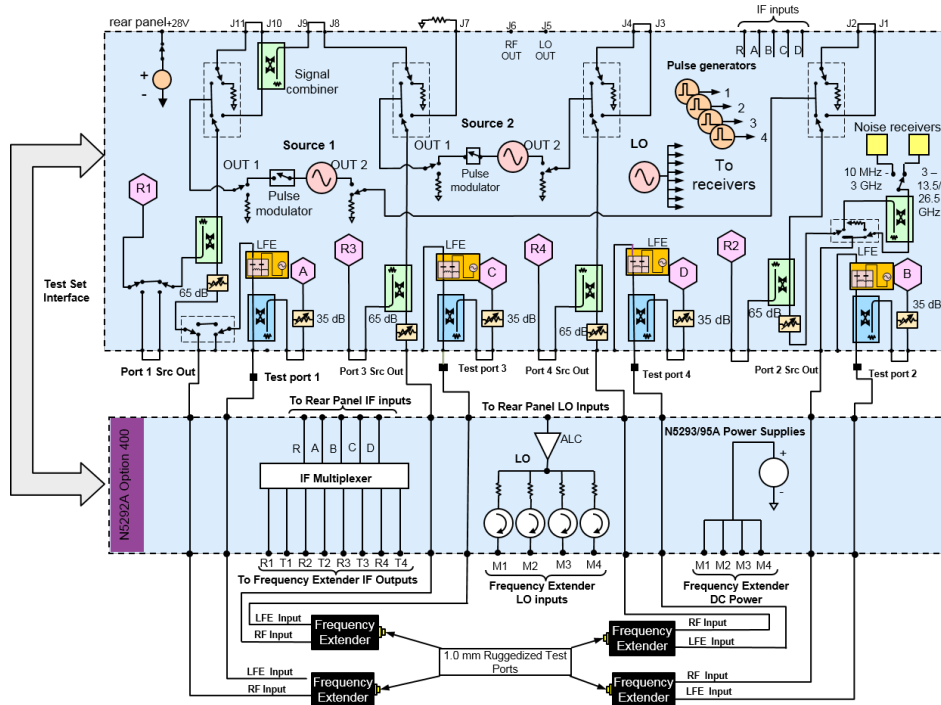 rear panel
+28V
J11
J10
J9
J8
J7
J6
J5
J4
J3
IF inputs
J2
J1
RF
OUT
LO
OUT
R
A
B
C
D
+
-
Signal
combiner
Pulse generators
1
2
3
4
To
receivers
LO
Source 1
OUT 1
OUT 2
Pulse
modulator
Source 2
OUT 1
OUT 2
Pulse
modulator
Noise receivers
10 MHz -
3 GHz
3 –
13.5/
26.5
GHz
Test Set
Interface
R1
65 dB
LFE
A
35 dB
R3
65 dB
LFE
C
35 dB
R4
65 dB
LFE
D
35 dB
R2
65 dB
LFE
B
35 dB
Port 1 Src Out
Test port 1
Port 3 Src Out
Test port 3
Port 4 Src Out
Test port 4
Port 2 Src Out
Test port 2
N5292A Option 400
To Rear Panel IF inputs
R
A
B
C
D
IF Multiplexer
R1
T1
R2
T2
R3
T3
R4
T4
To Frequency Extender IF Outputs
To Rear Panel LO Inputs
ALC
LO
M1
M2
M3
M4
Frequency Extender
LO inputs
N5293/95A Power Supplies
+
-
M1
M2
M3
M4
Frequency Extender
DC Power
LFE Input
RF Input
Frequency
Extender
Frequency
Extender
RF Input
LFE Input
1.0 mm Ruggedized Test
Ports
LFE Input
RF Input
Frequency
Extender
Frequency
Extender
RF Input
LFE Input